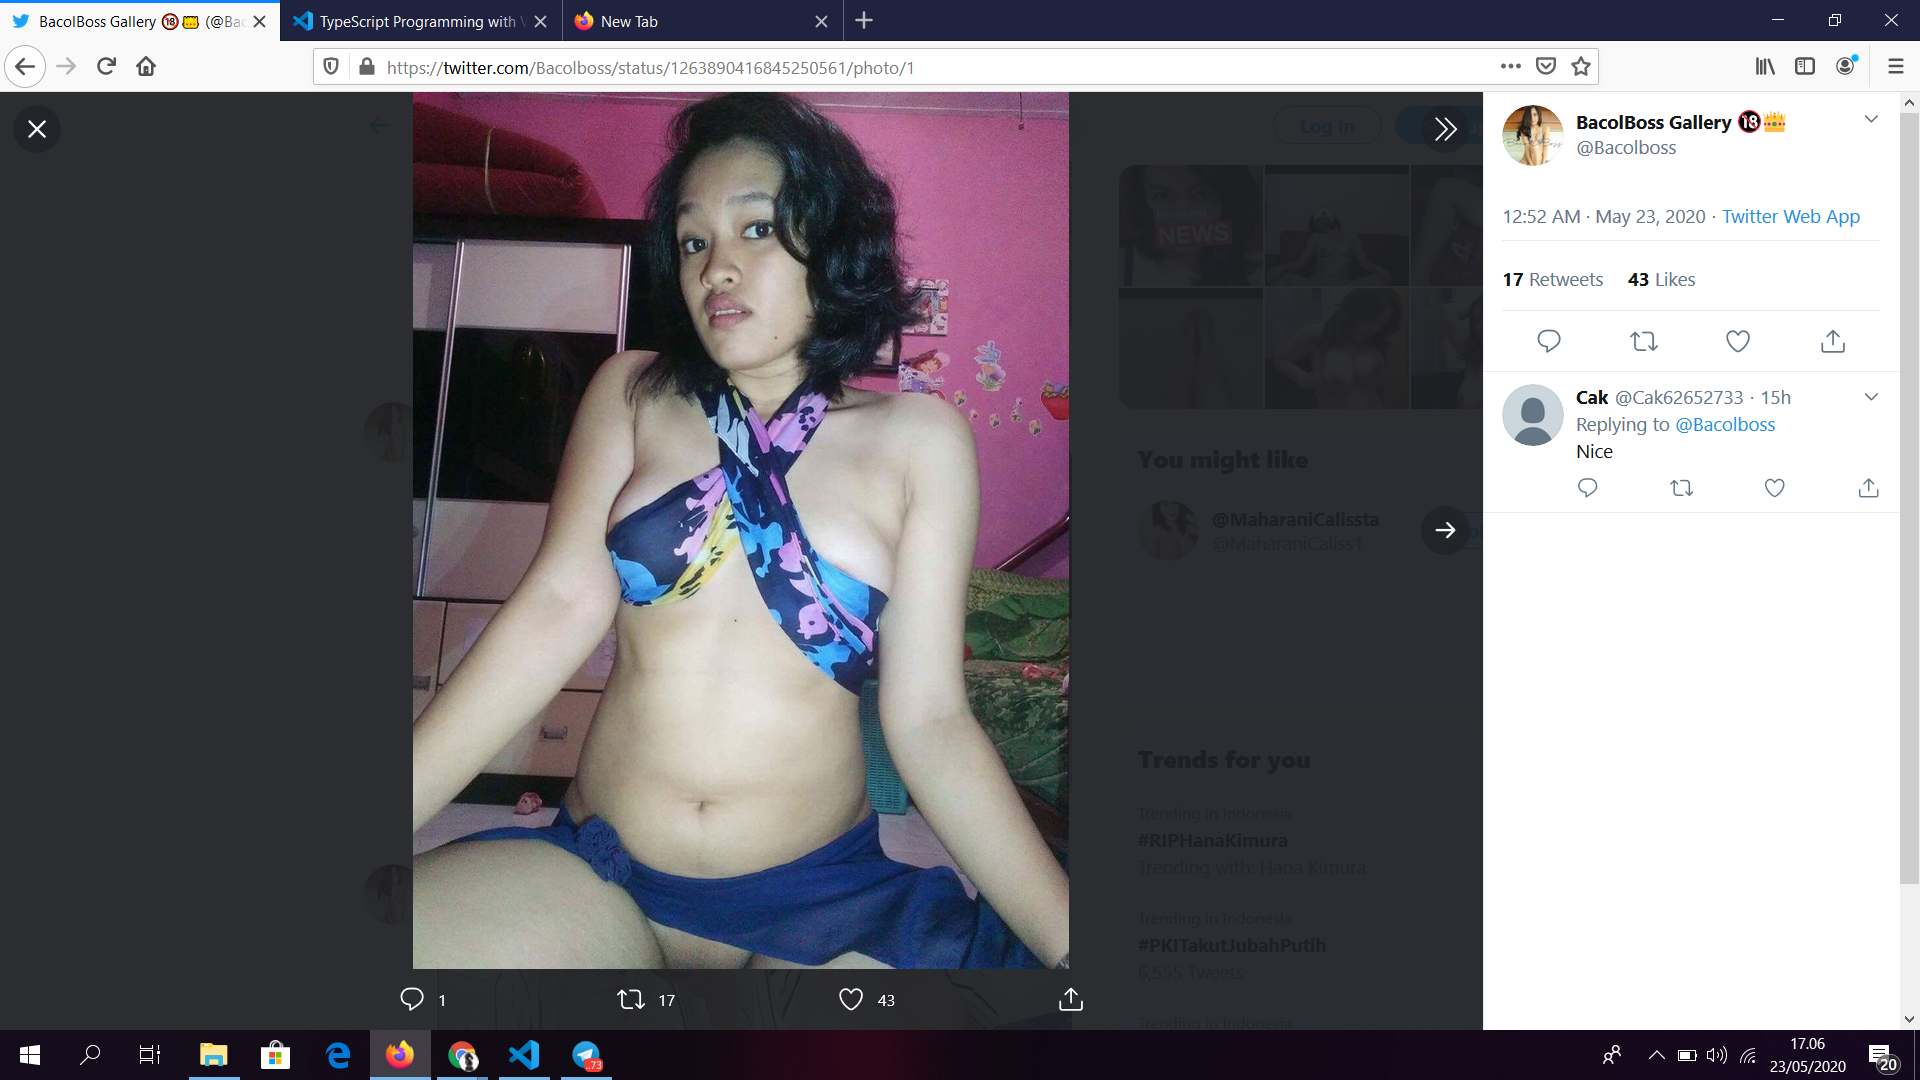 BacolBoss Gallery 🔞👑 (@Bac
TypeScript Programming with V
New Tab
https://twitter.com/Bacolboss/status/1263890416845250561/photo/1
Log in
NEWS
You might like
@MaharaniCalissta
@MaharaniCaliss1
Trends for you
Trending in Indonesia
#RIPHanaKimura
Trending with: Hana Kimura
Trending in Indonesia
#PKITakutJubahPutih
6,555 Tweets
Trending in Indonesia
1
17
43
BacolBoss Gallery 🔞👑
@Bacolboss
12:52 AM · May 23, 2020 · Twitter Web App
17 Retweets 43 Likes
Cak @Cak62652733 · 15h
Replying to @Bacolboss
Nice
..73
17.06
23/05/2020
20